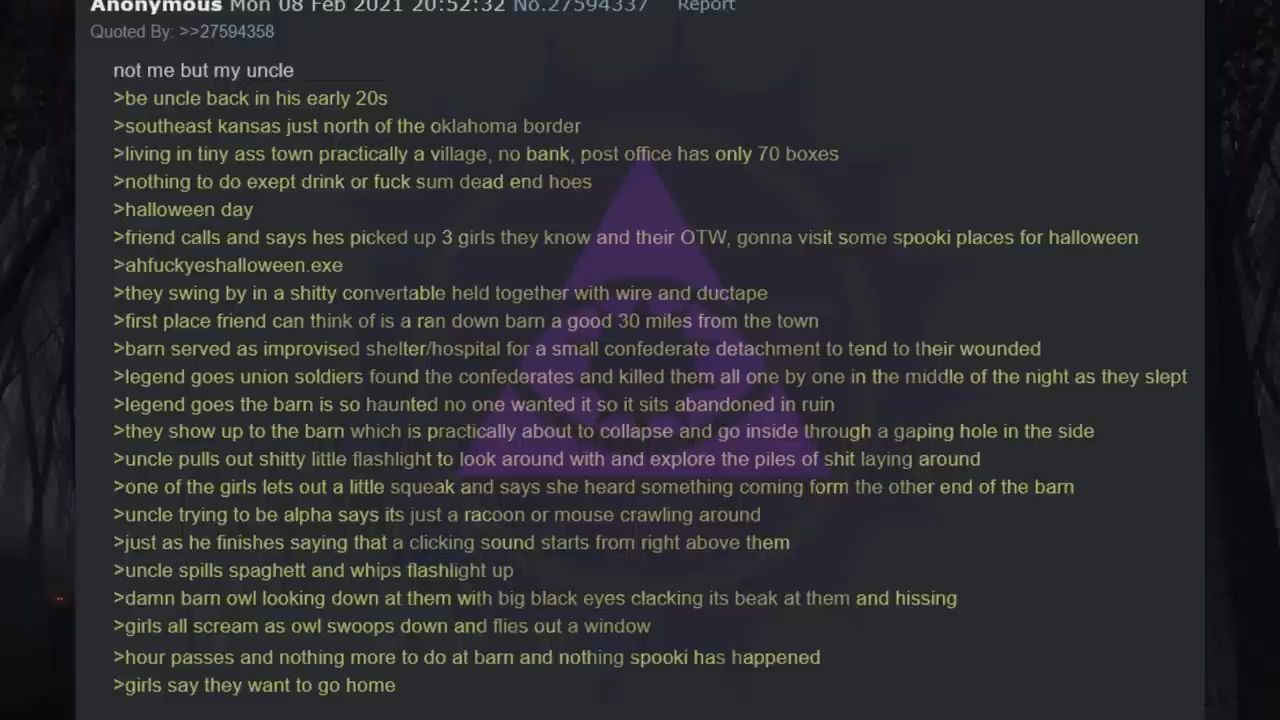 Anonymous Mon 08 Feb 2021 20:52:32 No.27594337 Report
Quoted By: >>27594358
not me but my uncle
>be uncle back in his early 20s
>southeast kansas just north of the oklahoma border
>living in tiny ass town practically a village, no bank, post office has only 70 boxes
>nothing to do exept drink or fuck sum dead end hoes
>halloween day
>friend calls and says hes picked up 3 girls they know and their OTW, gonna visit some spooki places for halloween
>ahfuckyeshalloween.exe
>they swing by in a shitty convertable held together with wire and ductape
>first place friend can think of is a ran down barn a good 30 miles from the town
>barn served as improvised shelter/hospital for a small confederate detachment to tend to their wounded
>legend goes union soldiers found the confederates and killed them all one by one in the middle of the night as they slept
>legend goes the barn is so haunted no one wanted it so it sits abandoned in ruin
>they show up to the barn which is practically about to collapse and go inside through a gaping hole in the side
>uncle pulls out shitty little flashlight to look around with and explore the piles of shit laying around
>one of the girls lets out a little squeak and says she heard something coming form the other end of the barn
>uncle trying to be alpha says its just a racoon or mouse crawling around
>just as he finishes saying that a clicking sound starts from right above them
>uncle spills spaghett and whips flashlight up
>damn barn owl looking down at them with big black eyes clacking its beak at them and hissing
>girls all scream as owl swoops down and flies out a window
>hour passes and nothing more to do at barn and nothing spooki has happened
>girls say they want to go home